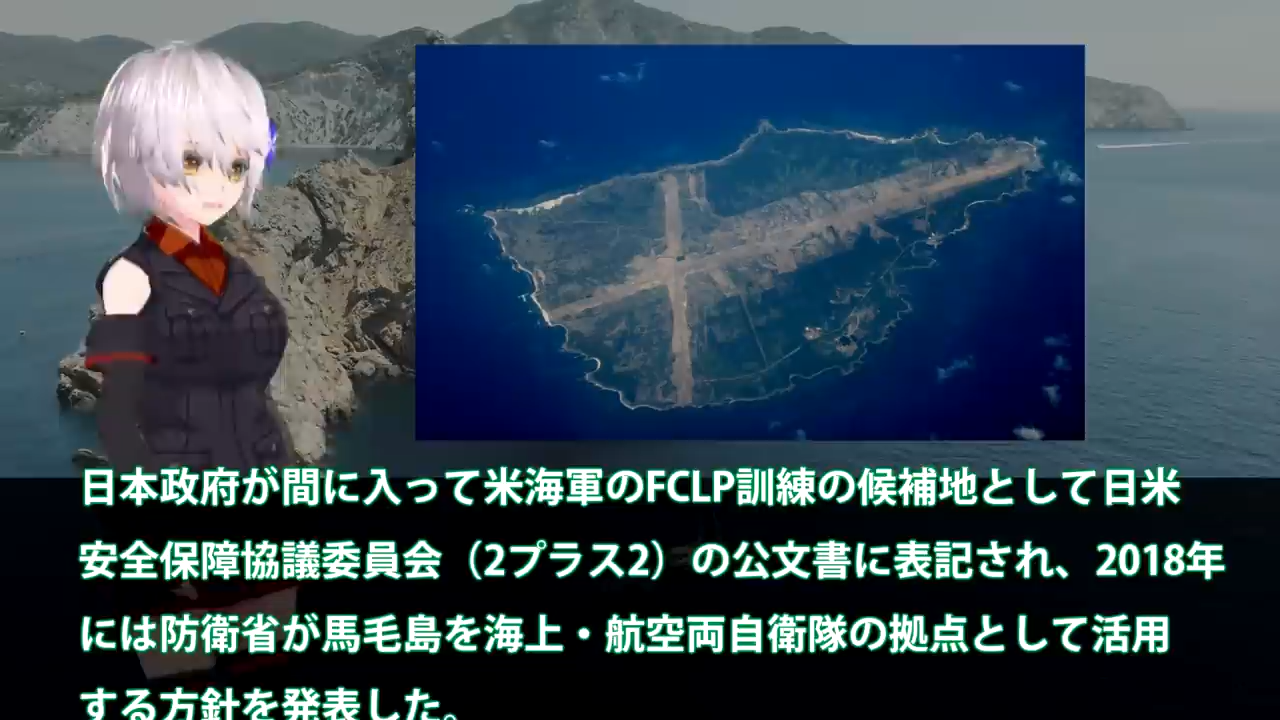 日本政府が間に入って米海軍のFCLP訓練の候補地として日米
安全保障協議委員会（2プラス2）の公文書に表記され、2018年
には防衛省が馬毛島を海上・航空両自衛隊の拠点として活用
する方針を発表した。